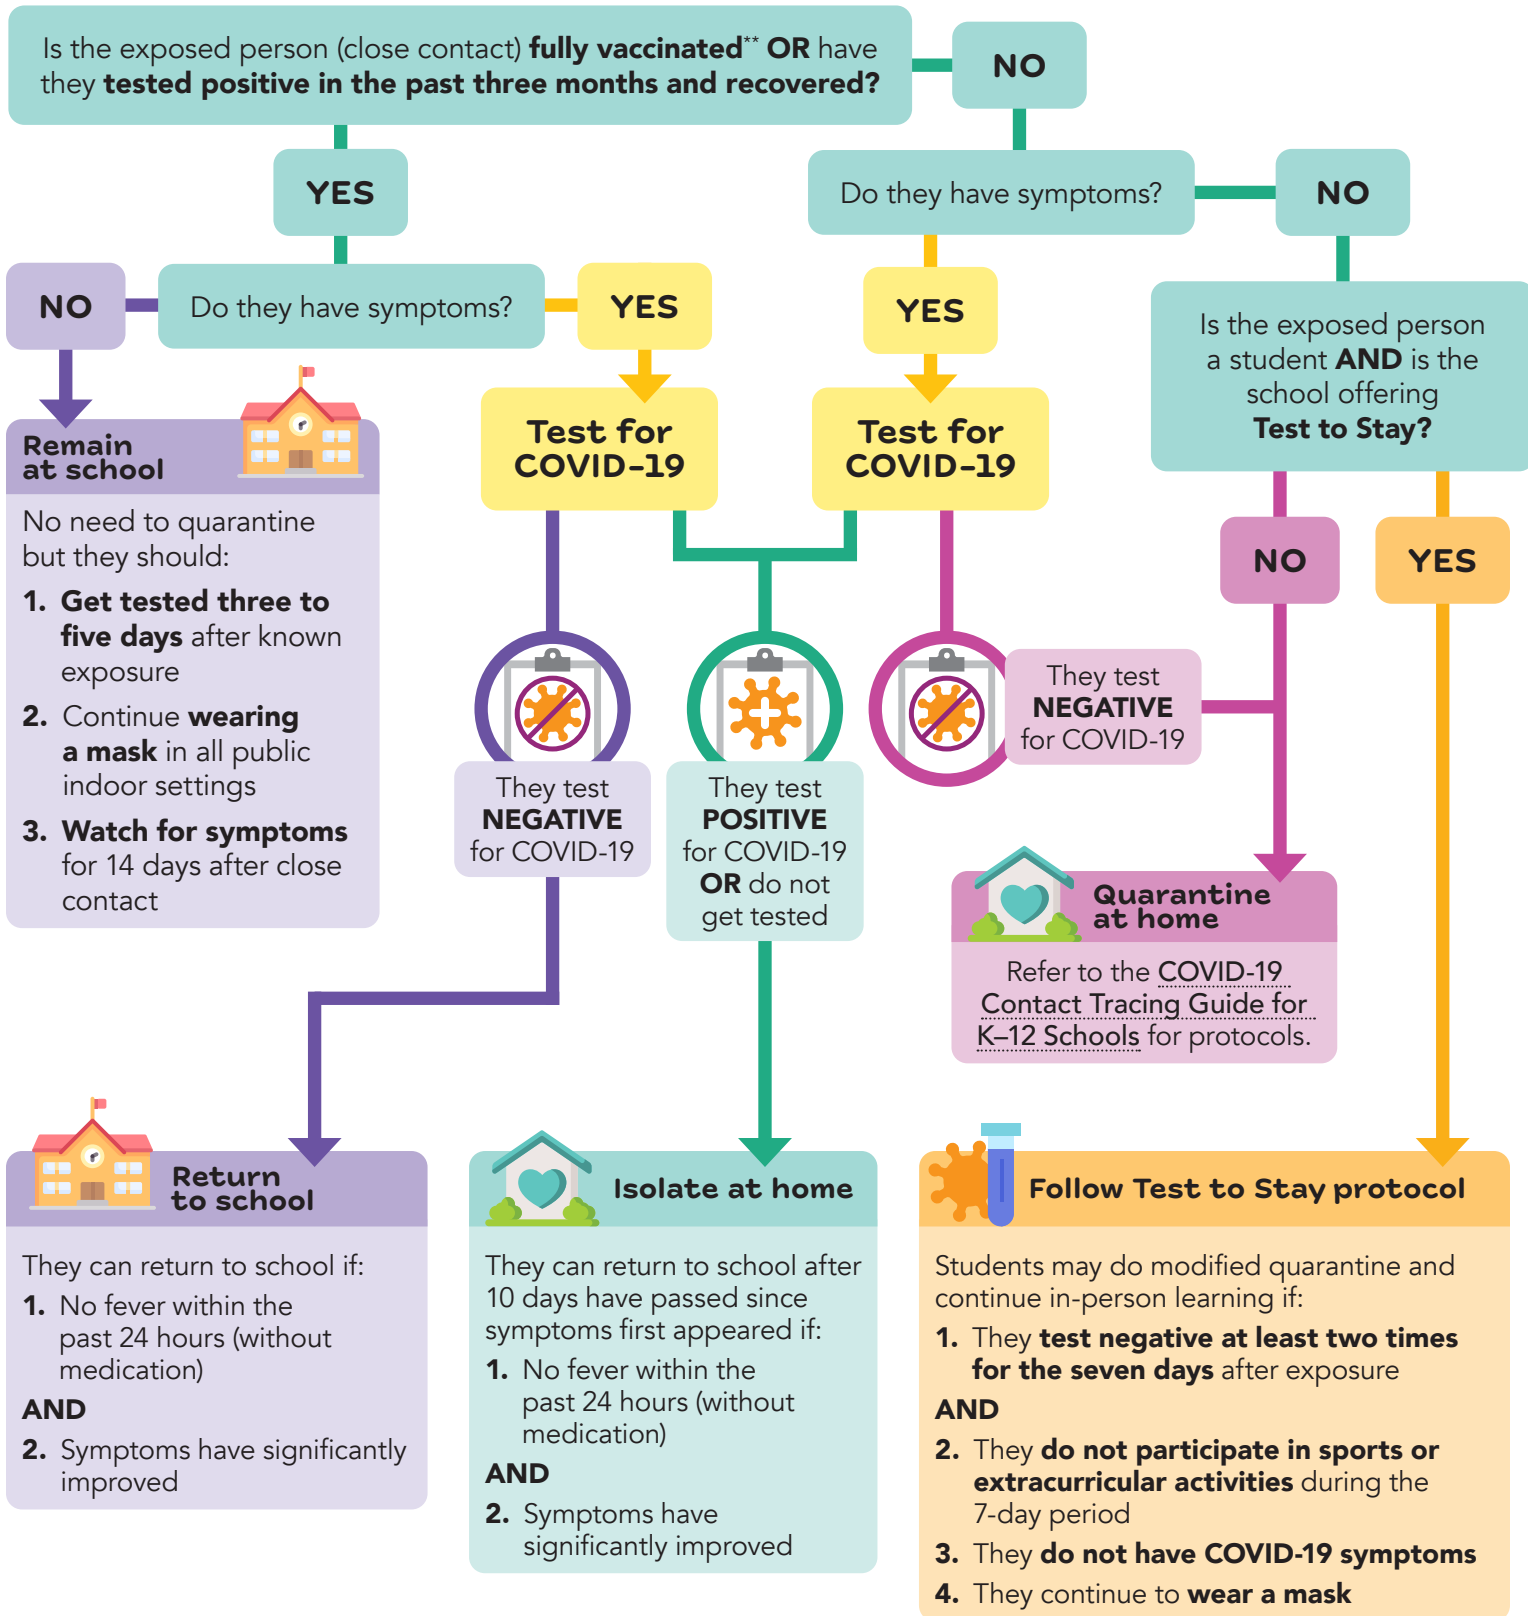 Is the exposed person (close contact) fully vaccinated** OR have
they tested positive in the past three months and recovered?
NO
YES
Do they have symptoms?
NO
NO
Do they have symptoms?
YES
YES
Is the exposed person
a student AND is the
school offering
Test to Stay?
Remain
at school
No need to quarantine
but they should:
1. Get tested three to
five days after known
exposure
2. Continue wearing
a mask in all public
indoor settings
3. Watch for symptoms
for 14 days after close
contact
Test for
COVID-19
Test for
COVID-19
NO
YES
They test
NEGATIVE
for COVID-19
They test
POSITIVE
for COVID-19
OR do not
get tested
They test
NEGATIVE
for COVID-19
Quarantine
at home
Refer to the COVID-19
Contact Tracing Guide for
K–12 Schools for protocols.
Return
to school
They can return to school if:
1. No fever within the
past 24 hours (without
medication)
AND
2. Symptoms have significantly
improved
Isolate at home
They can return to school after
10 days have passed since
symptoms first appeared if:
1. No fever within the
past 24 hours (without
medication)
AND
2. Symptoms have
significantly improved
Follow Test to Stay protocol
Students may do modified quarantine and
continue in-person learning if:
1. They test negative at least two times
for the seven days after exposure
AND
2. They do not participate in sports or
extracurricular activities during the
7-day period
3. They do not have COVID-19 symptoms
4. They continue to wear a mask